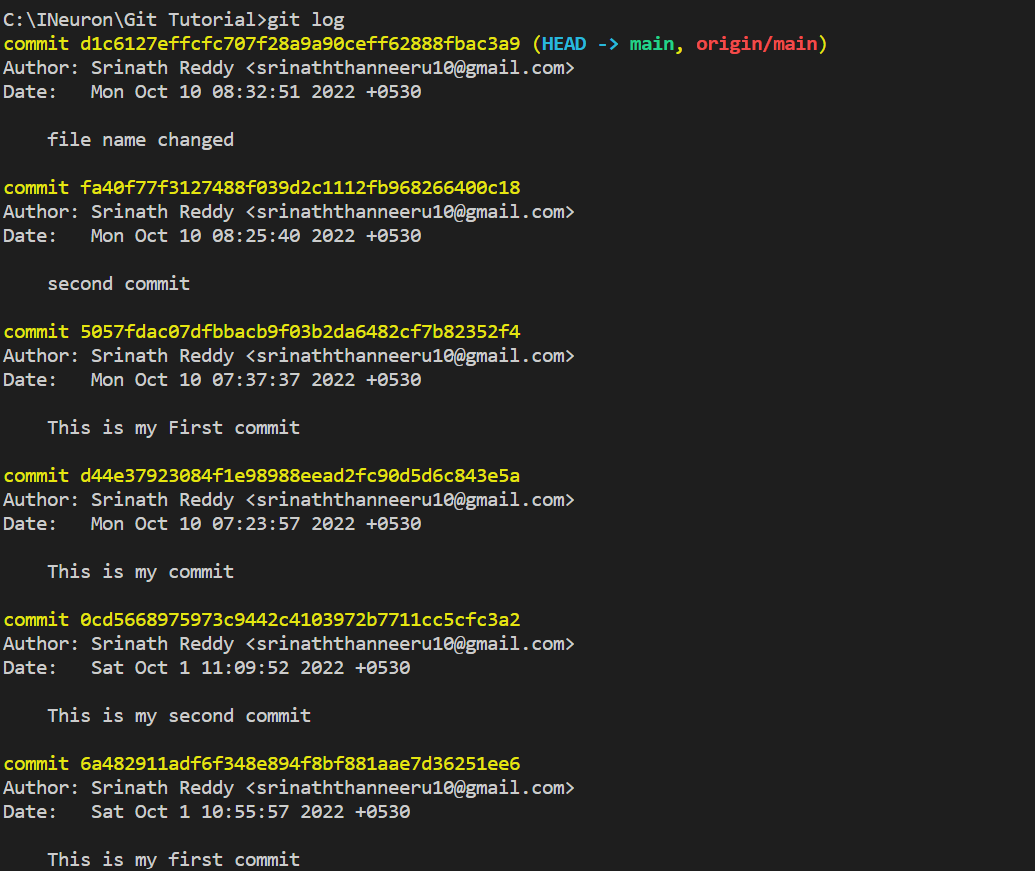 C:\INeuron\Git Tutorial>git log
commit d1c6127effcfc707f28a9a90ceff62888fbac3a9 (HEAD -> main, origin/main)
Author: Srinath Reddy <srinaththanneeru10@gmail.com>
Date:   Mon Oct 10 08:32:51 2022 +0530
    file name changed
commit fa40f77f3127488f039d2c1112fb968266400c18
Author: Srinath Reddy <srinaththanneeru10@gmail.com>
Date:   Mon Oct 10 08:25:40 2022 +0530
    second commit
commit 5057fdac07dfbbacb9f03b2da6482cf7b82352f4
Author: Srinath Reddy <srinaththanneeru10@gmail.com>
Date:   Mon Oct 10 07:37:37 2022 +0530
    This is my First commit
commit d44e37923084f1e98988eead2fc90d5d6c843e5a
Author: Srinath Reddy <srinaththanneeru10@gmail.com>
Date:   Mon Oct 10 07:23:57 2022 +0530
    This is my commit
commit 0cd5668975973c9442c4103972b7711cc5cfc3a2
Author: Srinath Reddy <srinaththanneeru10@gmail.com>
Date:   Sat Oct 1 11:09:52 2022 +0530
    This is my second commit
commit 6a482911adf6f348e894f8bf881aae7d36251ee6
Author: Srinath Reddy <srinaththanneeru10@gmail.com>
Date:   Sat Oct 1 10:55:57 2022 +0530
    This is my first commit